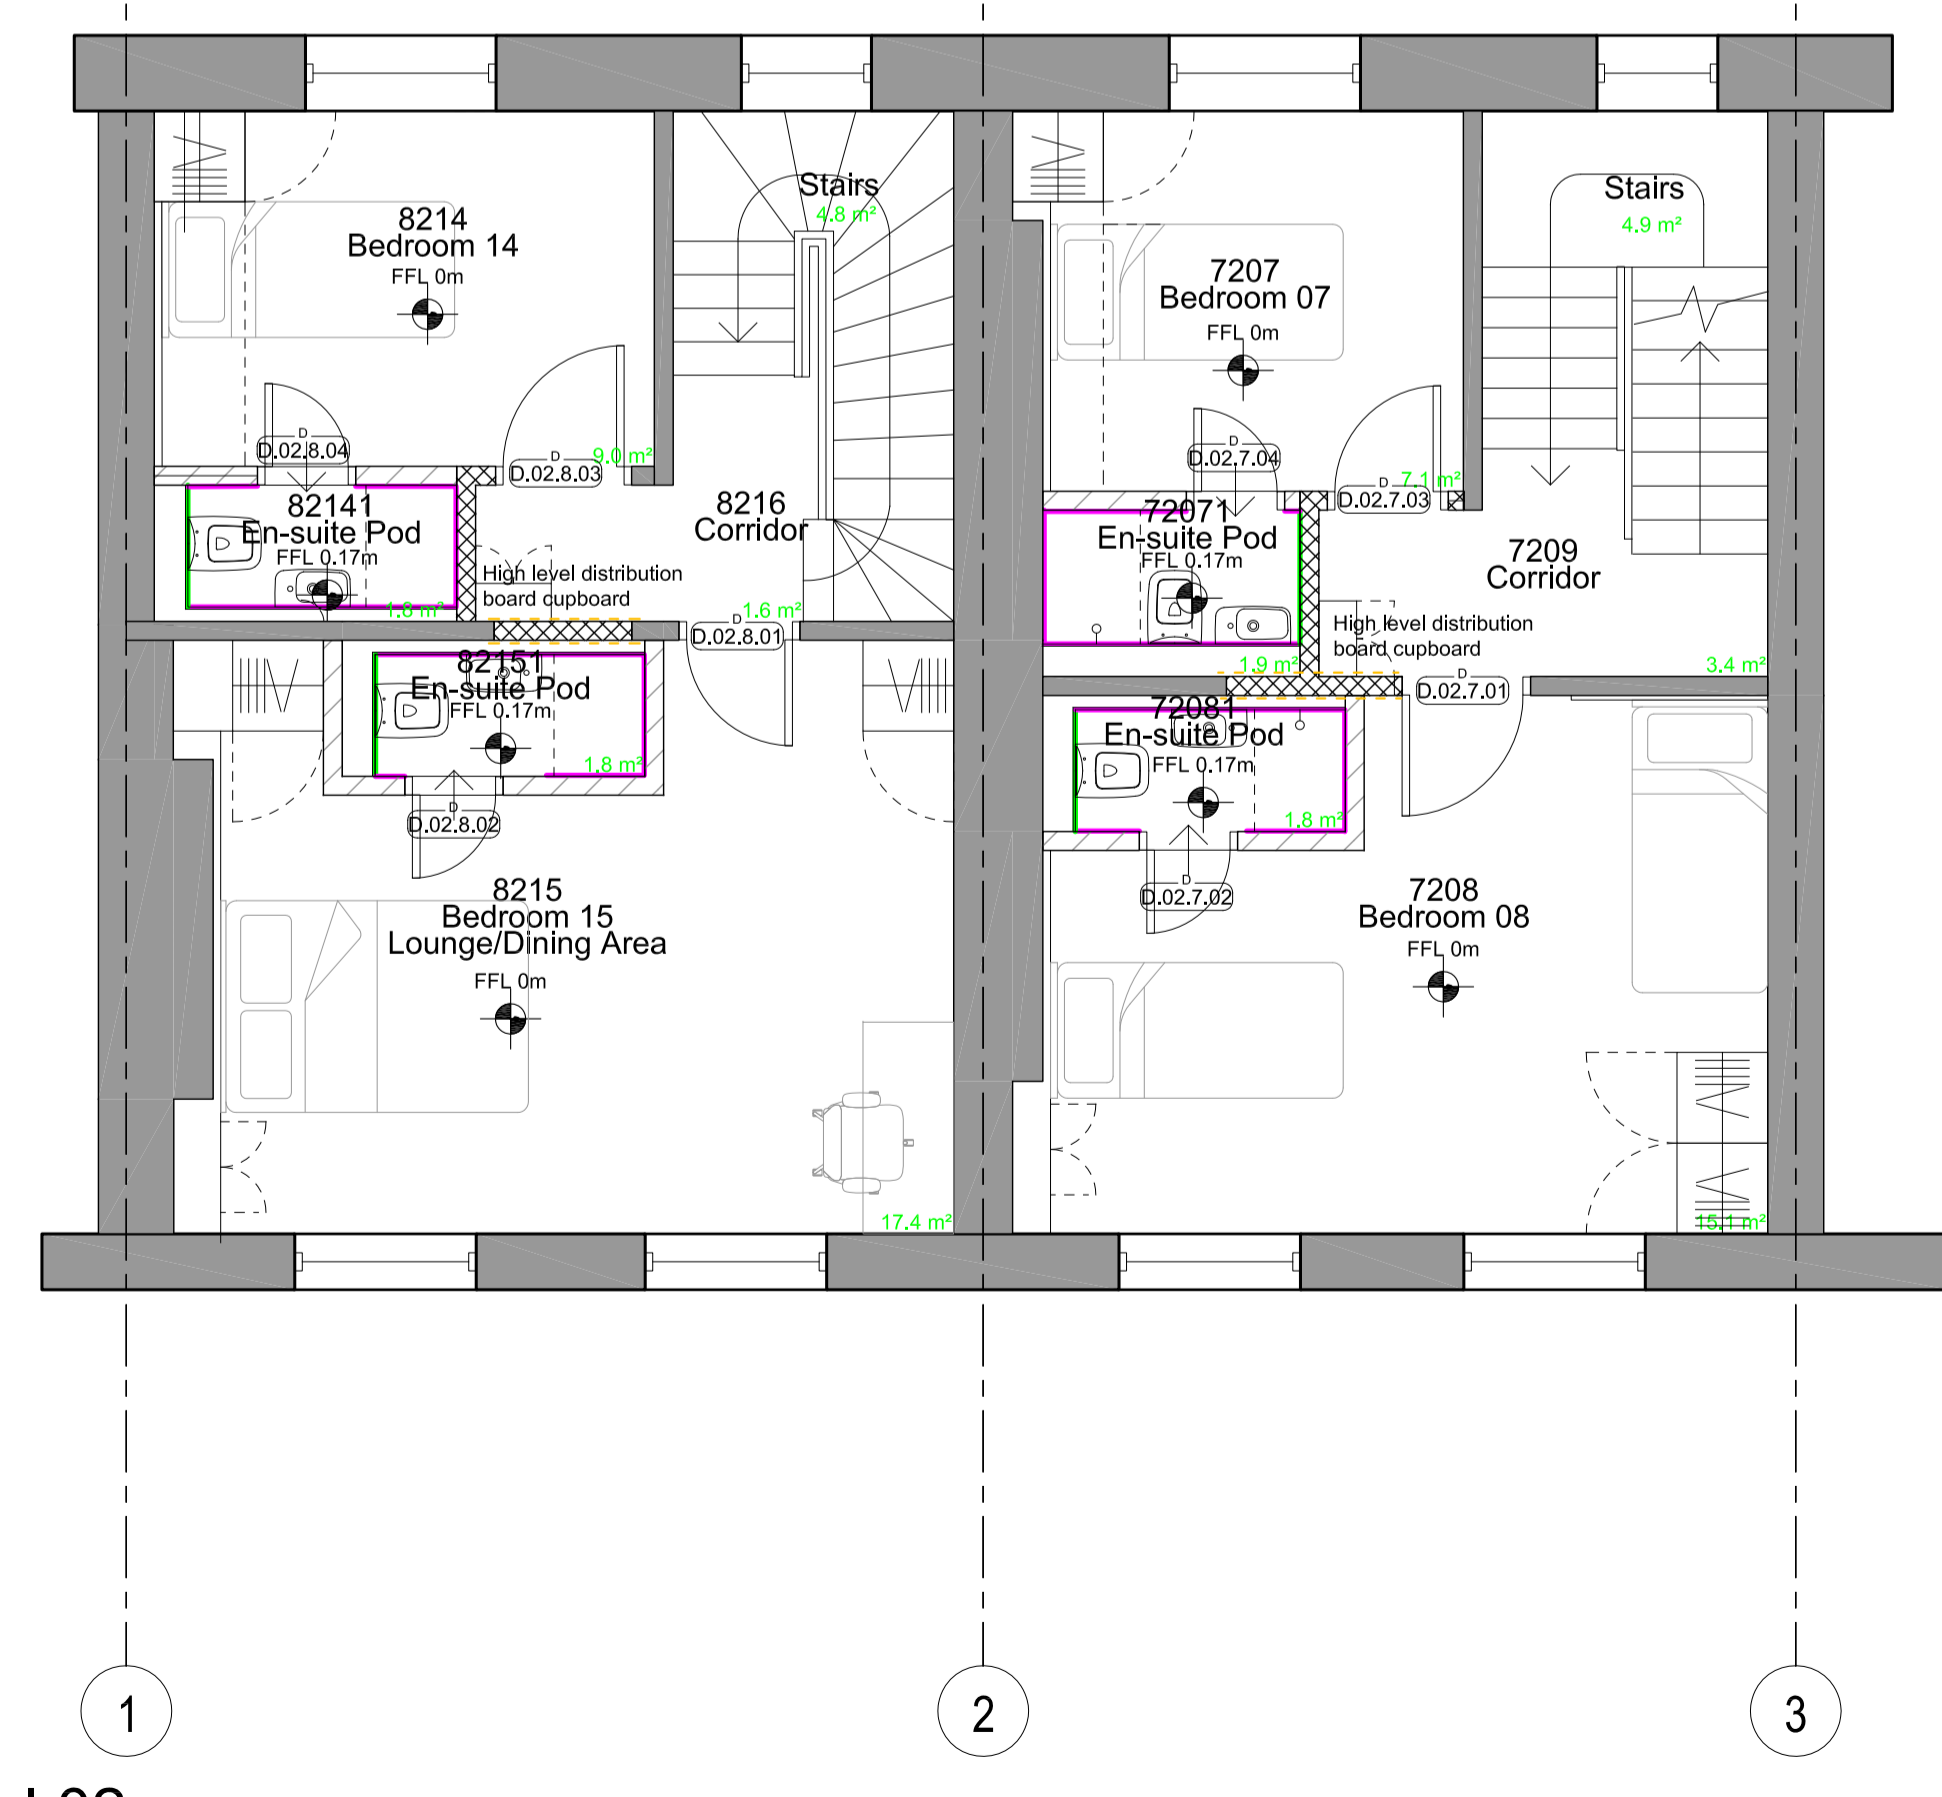 Stairs
4.8 m²
8214
Bedroom 14
FFL 0m
D
D.02.8.04
D
D.02.8.03
9.0 m²
82141
En-suite Pod
FFL 0.17m
1.8 m²
8216
Corridor
High level distribution
board cupboard
1.6 m²
D
D.02.8.01
82151
En-suite Pod
FFL 0.17m
1.8 m²
D
D.02.8.02
8215
Bedroom 15
Lounge/Dining Area
FFL 0m
17.4 m²
Stairs
4.9 m²
7207
Bedroom 07
FFL 0m
D
D.02.7.04
7.1 m²
D
D.02.7.03
72071
En-suite Pod
FFL 0.17m
1.9 m²
7209
Corridor
High level distribution
board cupboard
3.4 m²
D
D.02.7.01
72081
En-suite Pod
FFL 0.17m
1.8 m²
D
D.02.7.02
7208
Bedroom 08
FFL 0m
15.1 m²
1
2
3